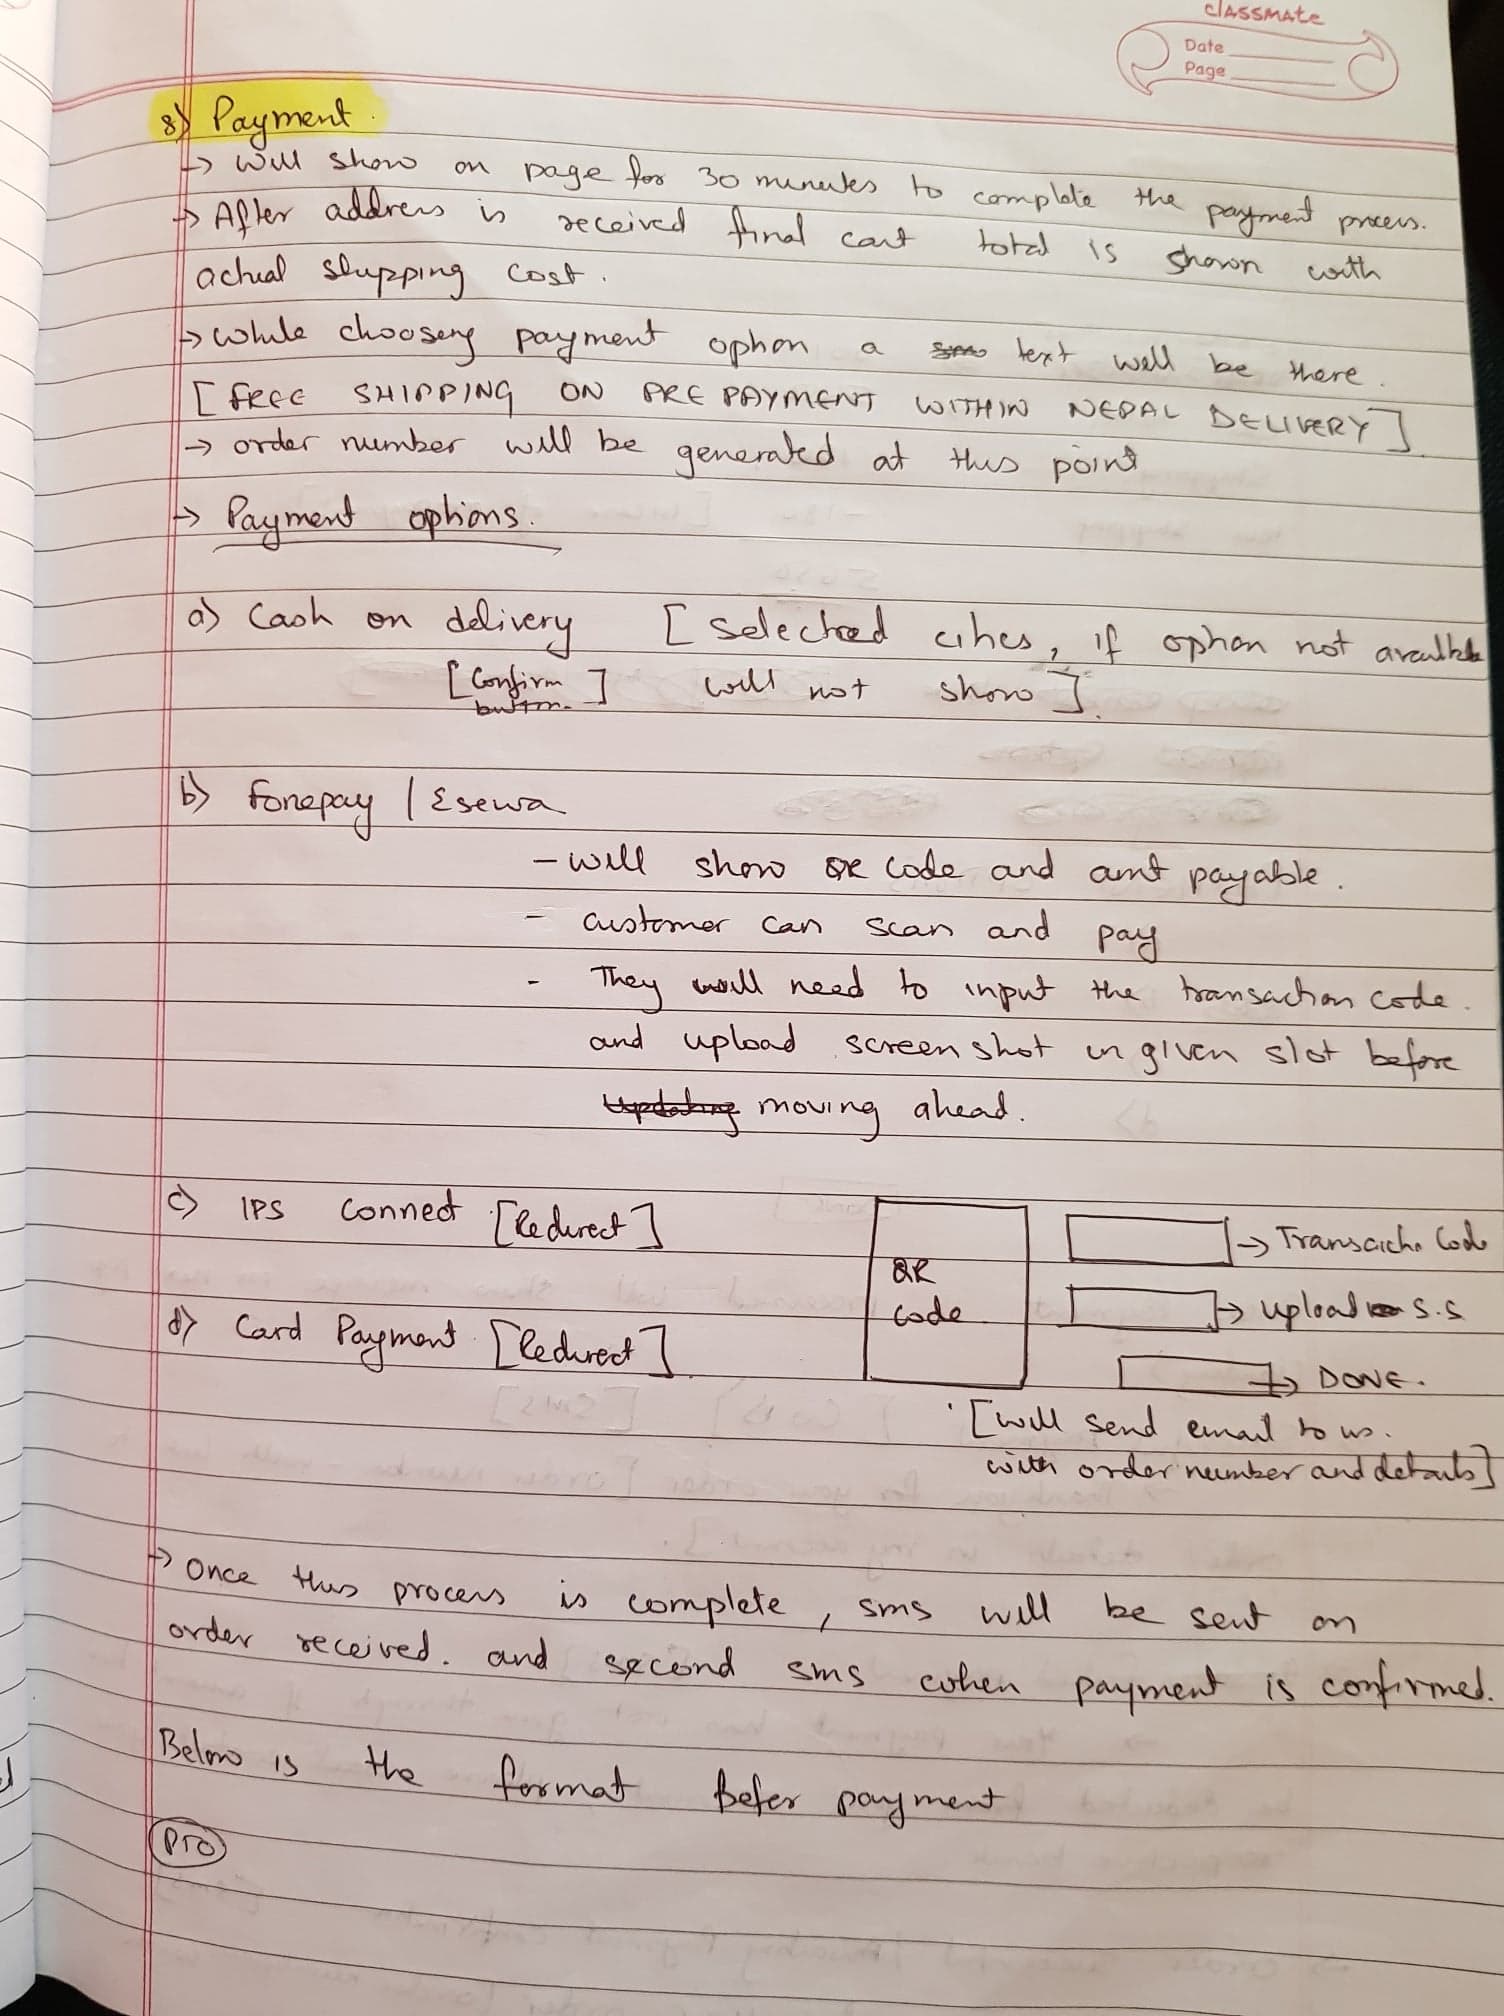 classmate
Date
Page
8) Payment.
→ Will show on page for 30 minutes to complete the payment process.
→ After address is received final cart total is shown with
actual shipping cost.
→ While choosing payment option a text will be there.
[FREE SHIPPING ON PRE PAYMENT WITHIN NEPAL DELIVERY]
→ order number will be generated at this point
→ Payment options.
a) Cash on delivery [Selected cities, if option not available
[Confirm button.] will not show].
b) Fonepay / Esewa
- will show QR code and amt payable.
- customer can scan and pay
- They will need to input the transaction code.
and upload screen shot in given slot before
Updating moving ahead.
c) IPS Connect [Redirect]
QR
Code
→ Transactn Code
d) Card Payment [Redirect]
→ upload S.S
→ DONE.
[will send email to us.
with order number and details]
→ Once this process is complete, sms will be sent on
order received. and second sms when payment is confirmed.
Below is the format befor payment
Pro